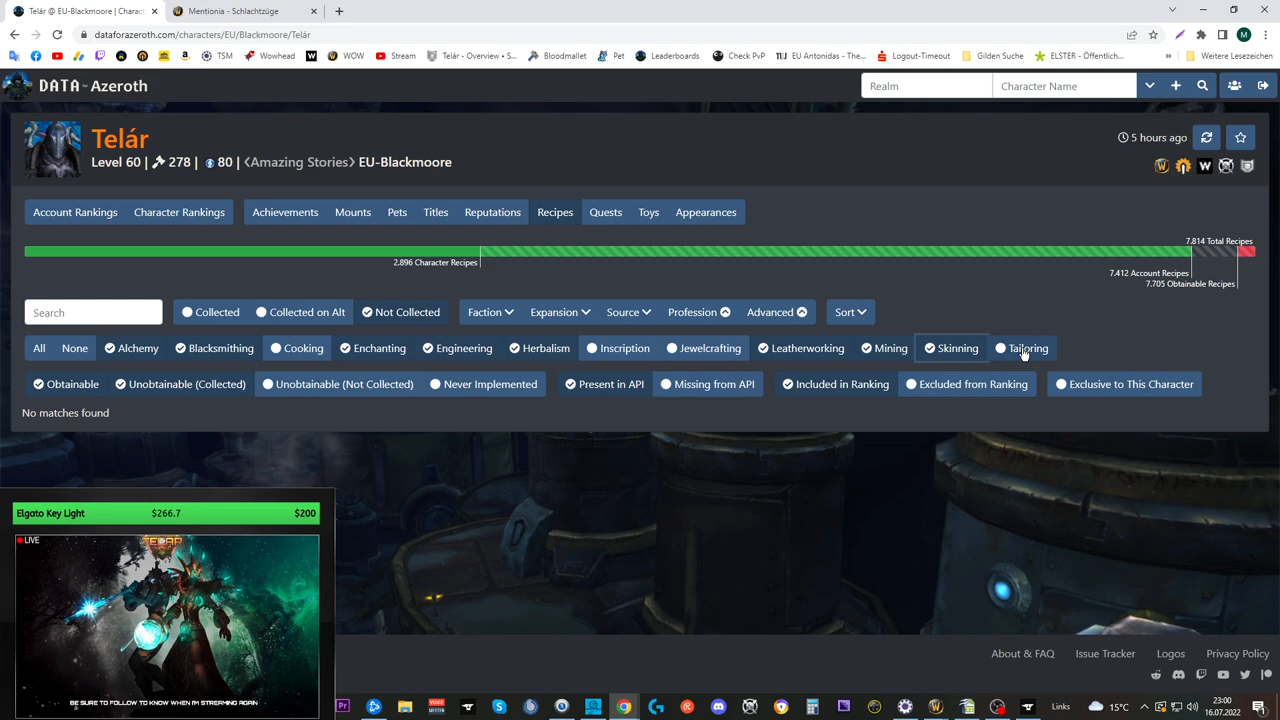 Telár @ EU-Blackmoore | Charact
Mentionia - Schlachtzüge
dataforazeroth.com/characters/EU/Blackmoore/Telár
M
TSM
Wowhead
WOW
Stream
Telár - Overview • S...
Bloodmallet
Pet
Leaderboards
Check PvP
EU Antonidas - The...
Logout-Timeout
Gilden Suche
ELSTER - Öffentlich...
»
Weitere Lesezeichen
DATA for Azeroth
Realm
Character Name
Telár
5 hours ago
Level 60 | 278 | 80 | <Amazing Stories> EU-Blackmoore
Account Rankings
Character Rankings
Achievements
Mounts
Pets
Titles
Reputations
Recipes
Quests
Toys
Appearances
7.814 Total Recipes
2.896 Character Recipes
7.412 Account Recipes
7.705 Obtainable Recipes
Search
Collected
Collected on Alt
Not Collected
Faction
Expansion
Source
Profession
Advanced
Sort
All
None
Alchemy
Blacksmithing
Cooking
Enchanting
Engineering
Herbalism
Inscription
Jewelcrafting
Leatherworking
Mining
Skinning
Tailoring
Obtainable
Unobtainable (Collected)
Unobtainable (Not Collected)
Never Implemented
Present in API
Missing from API
Included in Ranking
Excluded from Ranking
Exclusive to This Character
No matches found
Elgato Key Light
$266.7
$200
LIVE
TELAR
BE SURE TO FOLLOW TO KNOW WHEN I'M STREAMING AGAIN
About & FAQ
Issue Tracker
Logos
Privacy Policy
Pr
Links
15°C
23:00
16.07.2022